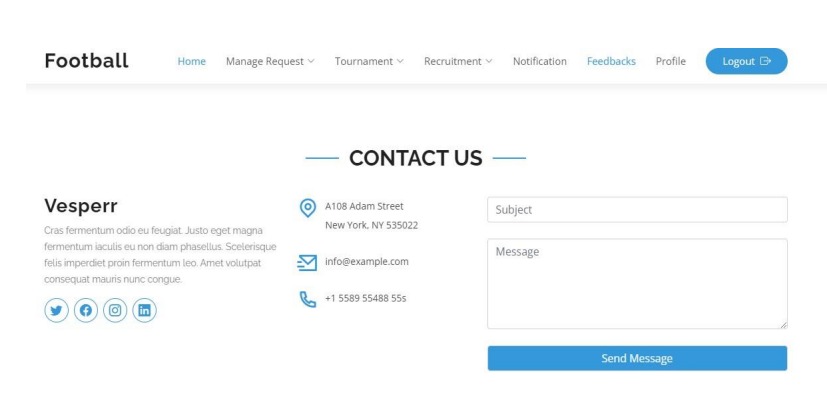 Football
Home
Manage Request
Tournament
Recruitment
Notification
Feedbacks
Profile
Logout
CONTACT US
Vesperr
Cras fermentum odio eu feugiat. Justo eget magna
fermentum iaculis eu non diam phasellus. Scelerisque
felis imperdiet proin fermentum leo. Amet volutpat
consequat mauris nunc congue.
A108 Adam Street
New York, NY 535022
info@example.com
+1 5589 55488 55s
Subject
Message
Send Message